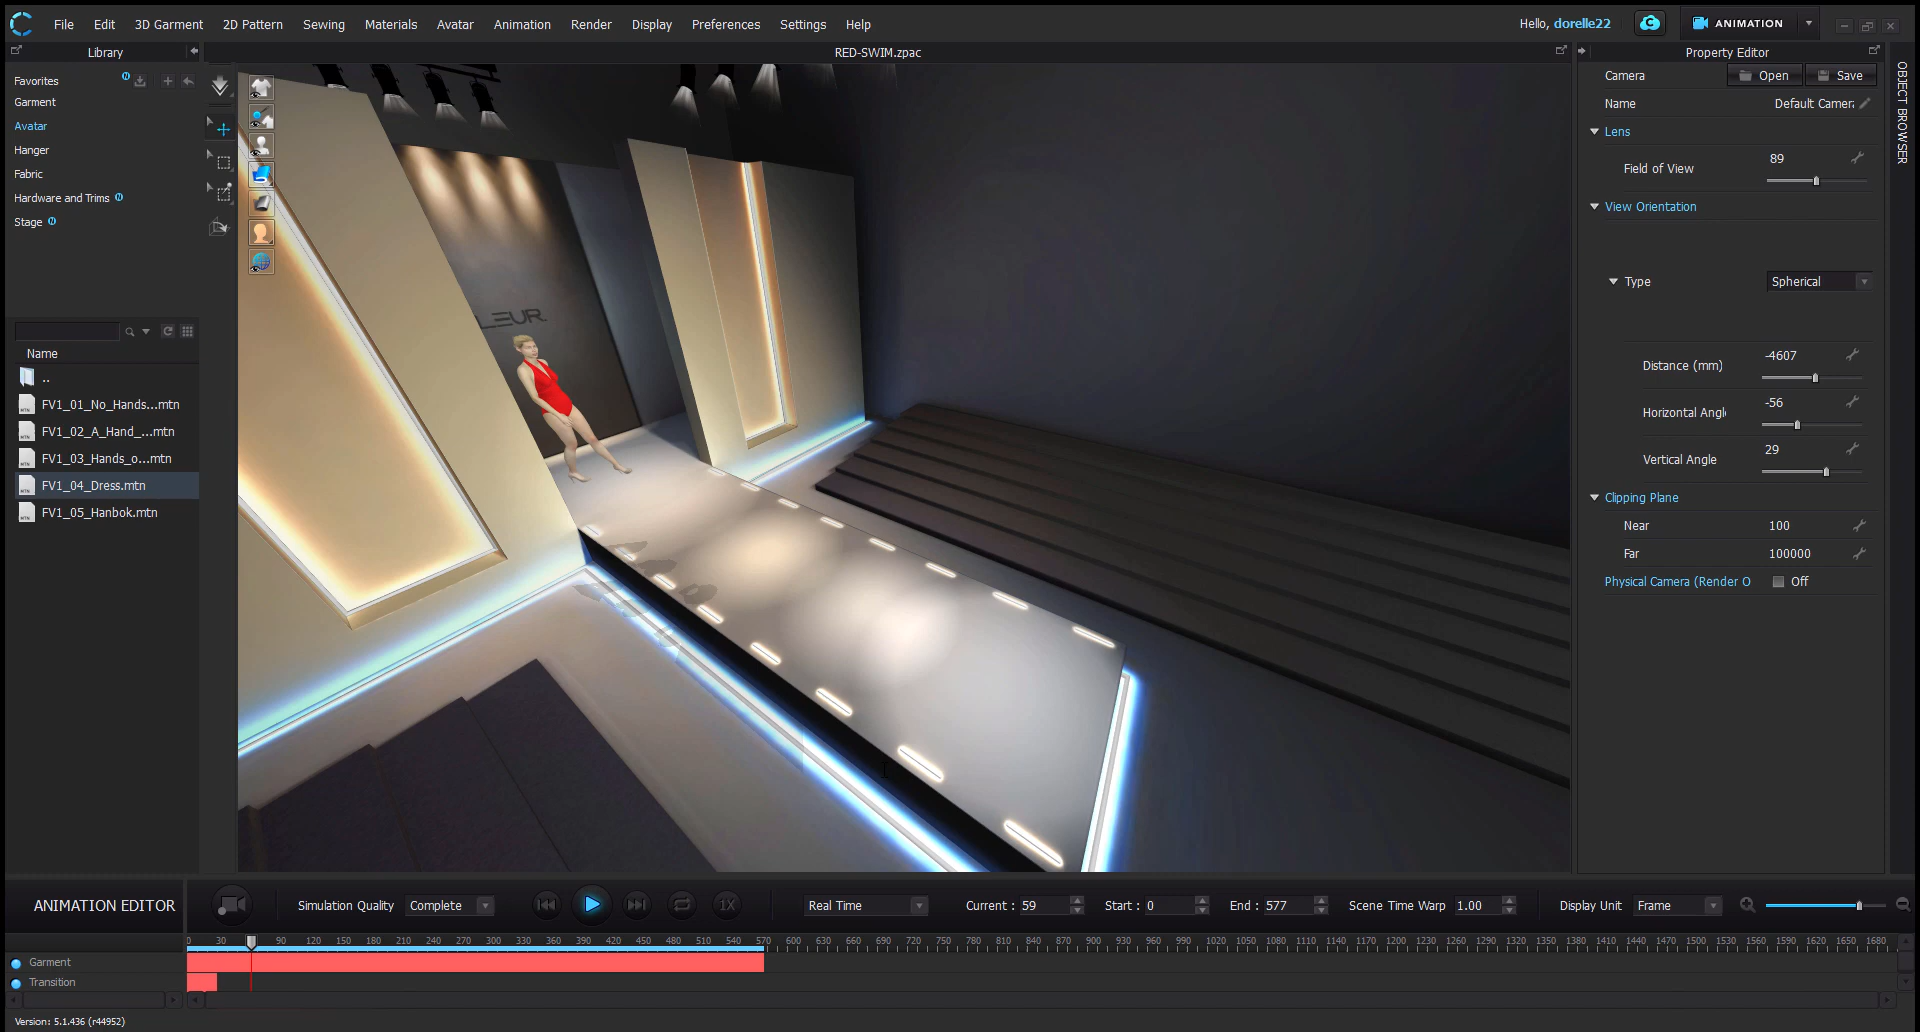 File Edit 3D Garment 2D Pattern Sewing Materials Avatar Animation Render Display Preferences Settings Help
Hello, dorelle22
ANIMATION
Library
RED-SWIM.zpac
Property Editor
OBJECT BROWSER
Favorites
Garment
Avatar
Hanger
Fabric
Hardware and Trims
Stage
Name
..
FV1_01_No_Hands...mtn
FV1_02_A_Hand_...mtn
FV1_03_Hands_o...mtn
FV1_04_Dress.mtn
FV1_05_Hanbok.mtn
LEUR.
Camera Open Save
Name Default Camer
Lens
Field of View 89
View Orientation
Type Spherical
Distance (mm) -4607
Horizontal Angl -56
Vertical Angle 29
Clipping Plane
Near 100
Far 100000
Physical Camera (Render O Off
ANIMATION EDITOR
Simulation Quality Complete
1X
Real Time
Current : 59 Start : 0 End : 577 Scene Time Warp 1.00
Display Unit Frame
0 30 90 120 150 180 210 240 270 300 330 360 390 420 450 480 510 540 570 600 630 660 690 720 750 780 810 840 870 900 930 960 990 1020 1050 1080 1110 1140 1170 1200 1230 1260 1290 1320 1350 1380 1410 1440 1470 1500 1530 1560 1590 1620 1650 1680
Garment
Transition
Version: 5.1.436 (r44952)